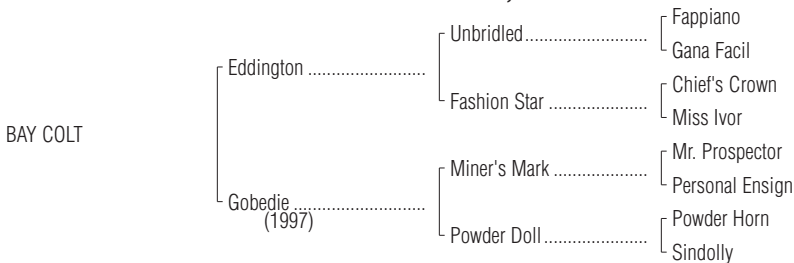 Unbridled..........................
Fappiano
Gana Facil
Eddington .........................
Fashion Star .....................
Chief's Crown
Miss Ivor
BAY COLT
Miner's Mark ....................
Mr. Prospector
Personal Ensign
Gobedie ............................
(1997)
Powder Doll......................
Powder Horn
Sindolly